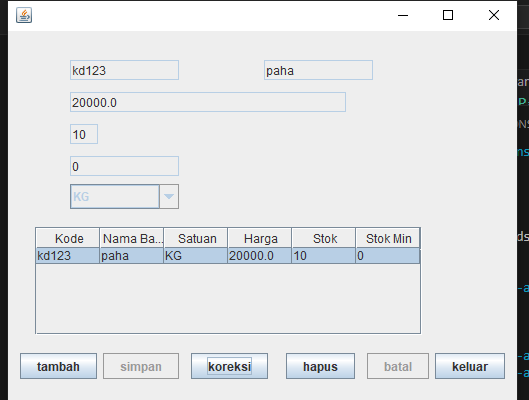 kd123 paha
20000.0
10
0
KG
Kode Nama Ba... Satuan Harga Stok Stok Min
kd123 paha KG 20000.0 10 0
tambah simpan koreksi hapus batal keluar